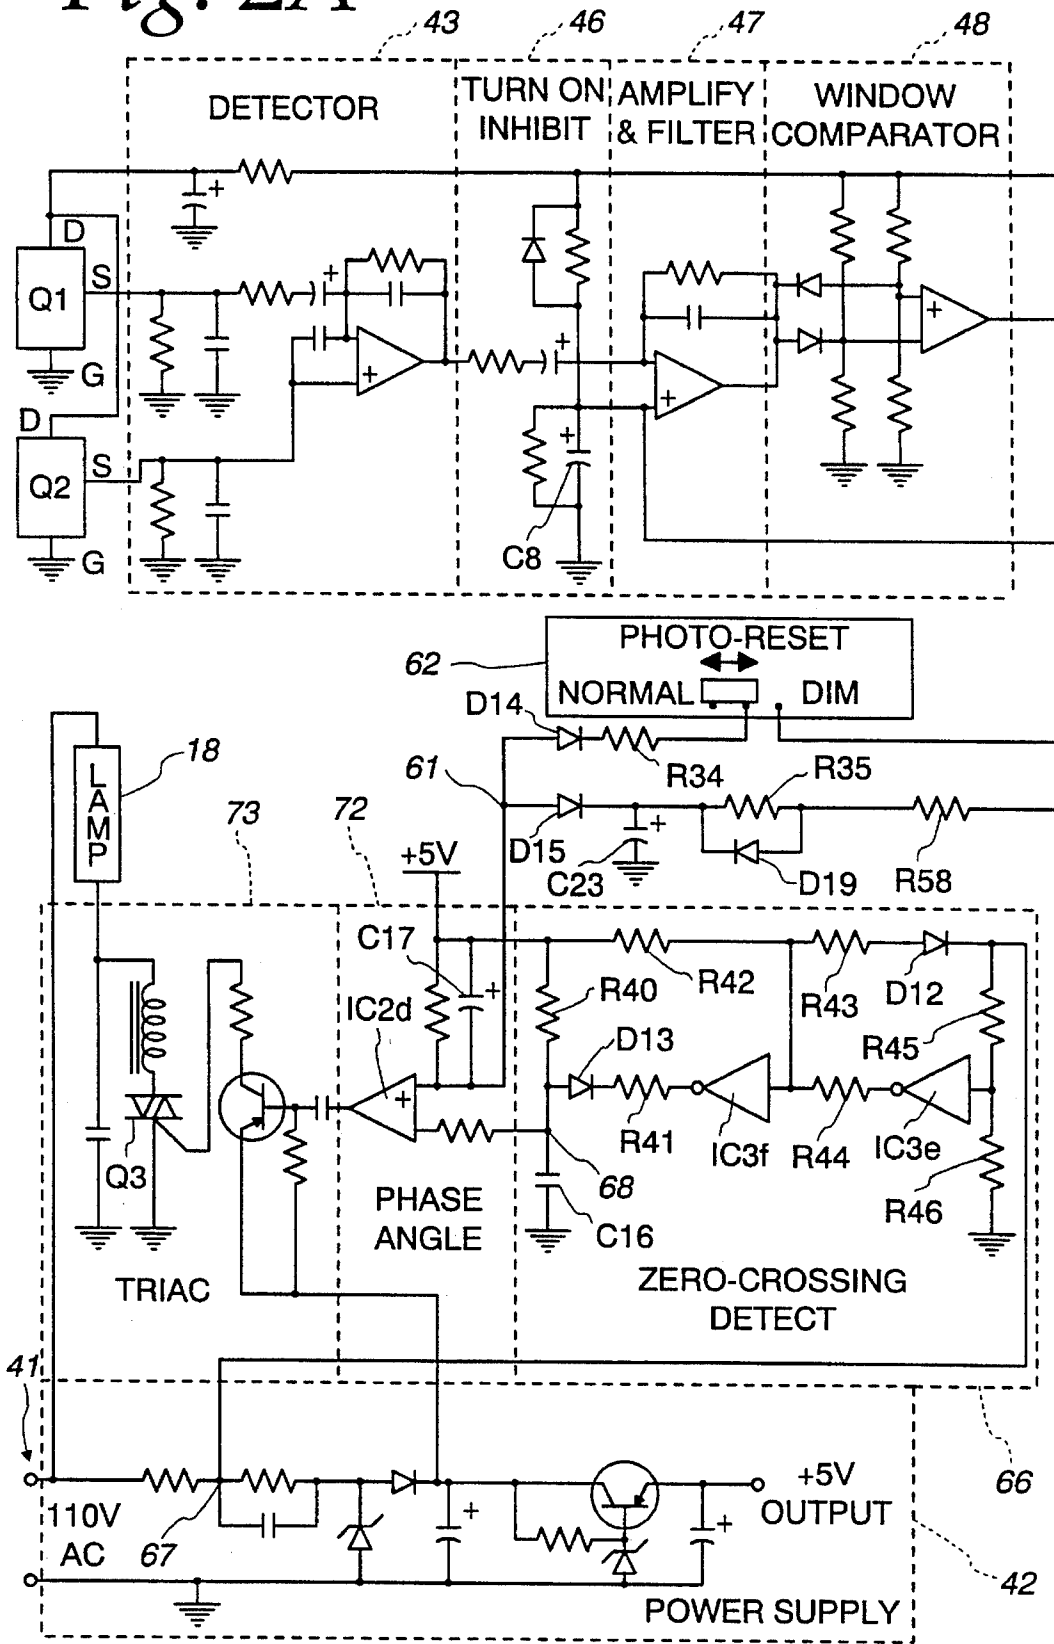 Fig. 2A
43
46
47
48
DETECTOR
TURN ON
INHIBIT
AMPLIFY
& FILTER
WINDOW
COMPARATOR
+
D
Q1
S
G
+
+
+
+
+
D
Q2
S
G
+
C8
PHOTO-RESET
NORMAL
DIM
62
D14
R34
R35
18
LAMP
61
73
72
+5V
D15
+
C23
D19
R58
C17
+
IC2d
+
R42
R40
R43
D12
R45
D13
R41
IC3f
R44
IC3e
R46
Q3
68
C16
PHASE
ANGLE
TRIAC
ZERO-CROSSING
DETECT
41
66
110V
AC
67
+
+
+5V
OUTPUT
42
POWER SUPPLY